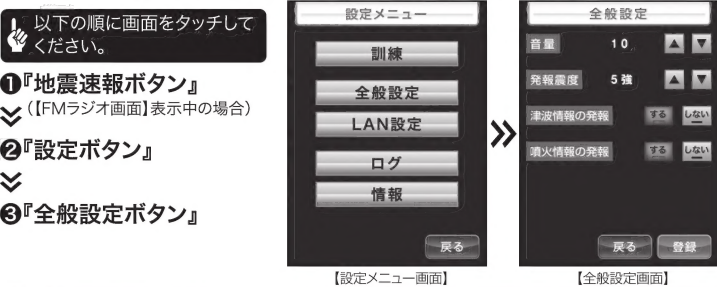 以下の順に画面をタッチして
ください。
❶『地震速報ボタン』
（【FMラジオ画面】表示中の場合）
❷『設定ボタン』
❸『全般設定ボタン』
設定メニュー
訓練
全般設定
LAN設定
ログ
情報
戻る
【設定メニュー画面】
全般設定
音量 10 ▲ ▼
発報震度 5強 ▲ ▼
津波情報の発報 する しない
噴火情報の発報 する しない
戻る 登録
【全般設定画面】